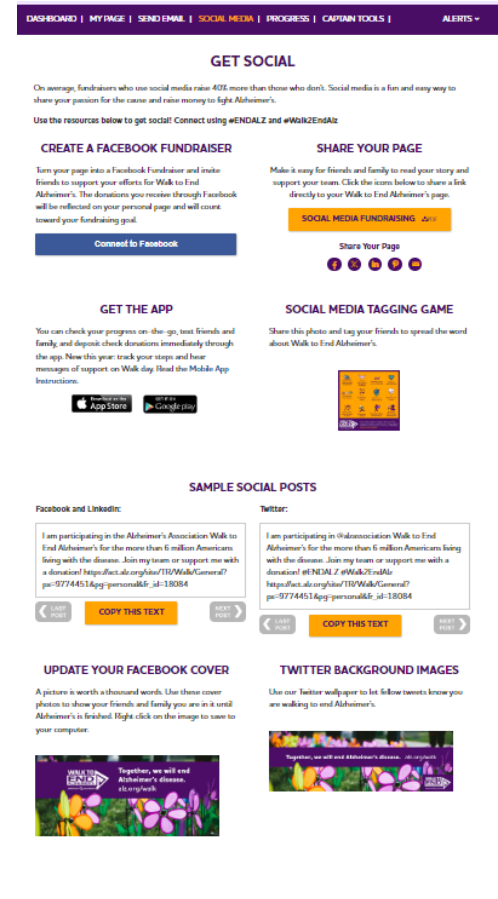 DASHBOARD | MY PAGE | SEND EMAIL | SOCIAL MEDIA | PROGRESS | CAPTAIN TOOLS | ALERTS
GET SOCIAL
On average, fundraisers who use social media raise 40% more than those who don't. Social media is a fun and easy way to
share your passion for the cause and raise money to fight Alzheimer's.
Use the resources below to get social! Connect using #ENDALZ and #Walk2EndAlz
CREATE A FACEBOOK FUNDRAISER
Turn your page into a Facebook Fundraiser and invite
friends to support your efforts for Walk to End
Alzheimer's. The donations you receive through Facebook
will be reflected on your personal page and will count
toward your fundraising goal.
Connect to Facebook
SHARE YOUR PAGE
Make it easy for friends and family to read your story and
support your team. Click the icons below to share a link
directly to your Walk to End Alzheimer's page.
SOCIAL MEDIA FUNDRAISING
Share Your Page
GET THE APP
You can check your progress on-the-go, text friends and
family, and deposit check donations immediately through
the app. New this year: track your steps and hear
messages of support on Walk day. Read the Mobile App
Instructions.
Download on the
App Store
GET IT ON
Google play
SOCIAL MEDIA TAGGING GAME
Share this photo and tag your friends to spread the word
about Walk to End Alzheimer's.
SAMPLE SOCIAL POSTS
Facebook and LinkedIn:
I am participating in the Alzheimer's Association Walk to
End Alzheimer's for the more than 6 million Americans
living with the disease. Join my team or support me with
a donation! https://act.alz.org/site/TR/Walk/General?
px=9774451&pg=personal&fr_id=18084
LAST
POST
COPY THIS TEXT
NEXT
POST
Twitter:
I am participating in @alzassociation Walk to End
Alzheimer's for the more than 6 million Americans living
with the disease. Join my team or support me with a
donation! #ENDALZ #Walk2EndAlz
https://act.alz.org/site/TR/Walk/General?
px=9774451&pg=personal&fr_id=18084
LAST
POST
COPY THIS TEXT
NEXT
POST
UPDATE YOUR FACEBOOK COVER
A picture is worth a thousand words. Use these cover
photos to show your friends and family you are in it until
Alzheimer's is finished. Right click on the image to save to
your computer.
WALK TO
END
Together, we will end
Alzheimer's disease.
alz.org/walk
TWITTER BACKGROUND IMAGES
Use our Twitter wallpaper to let fellow tweets know you
are walking to end Alzheimer's.
Together, we will end Alzheimer's disease. alz.org/walk
WALK TO
END